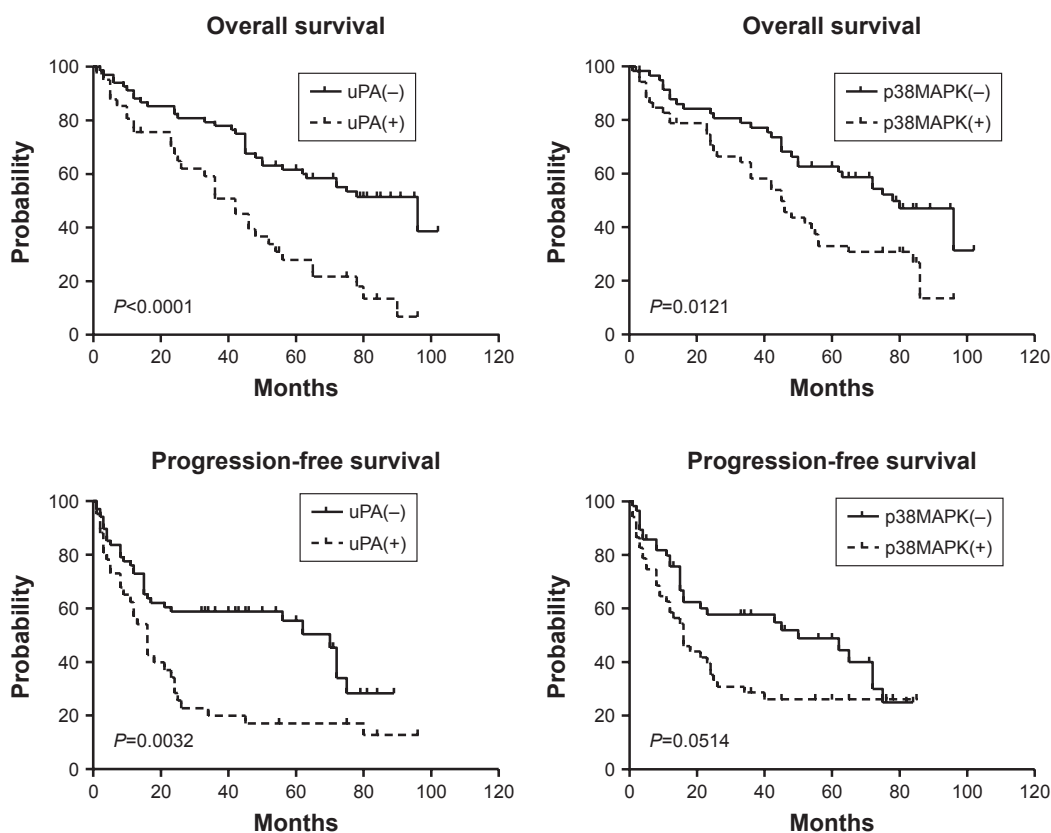 Overall survival
100
80
60
40
20
0
Probability
uPA(–)
uPA(+)
P<0.0001
0 20 40 60 80 100 120
Months
Overall survival
100
80
60
40
20
0
Probability
p38MAPK(–)
p38MAPK(+)
P=0.0121
0 20 40 60 80 100 120
Months
Progression-free survival
100
80
60
40
20
0
Probability
uPA(–)
uPA(+)
P=0.0032
0 20 40 60 80 100 120
Months
Progression-free survival
100
80
60
40
20
0
Probability
p38MAPK(–)
p38MAPK(+)
P=0.0514
0 20 40 60 80 100 120
Months